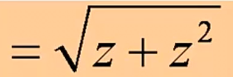 = √(z + z²)